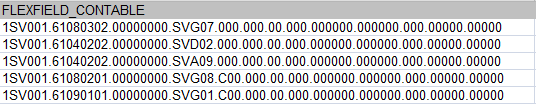 FLEXFIELD_CONTABLE
1SV001.61080302.00000000.SVG07.000.000.00.000.000000.000000.000.00000.00000
1SV001.61040202.00000000.SVD02.000.000.00.000.000000.000000.000.00000.00000
1SV001.61040202.00000000.SVA09.000.000.00.000.000000.000000.000.00000.00000
1SV001.61080201.00000000.SVG08.C00.000.00.000.000000.000000.000.00000.00000
1SV001.61090101.00000000.SVG01.C00.000.00.000.000000.000000.000.00000.00000